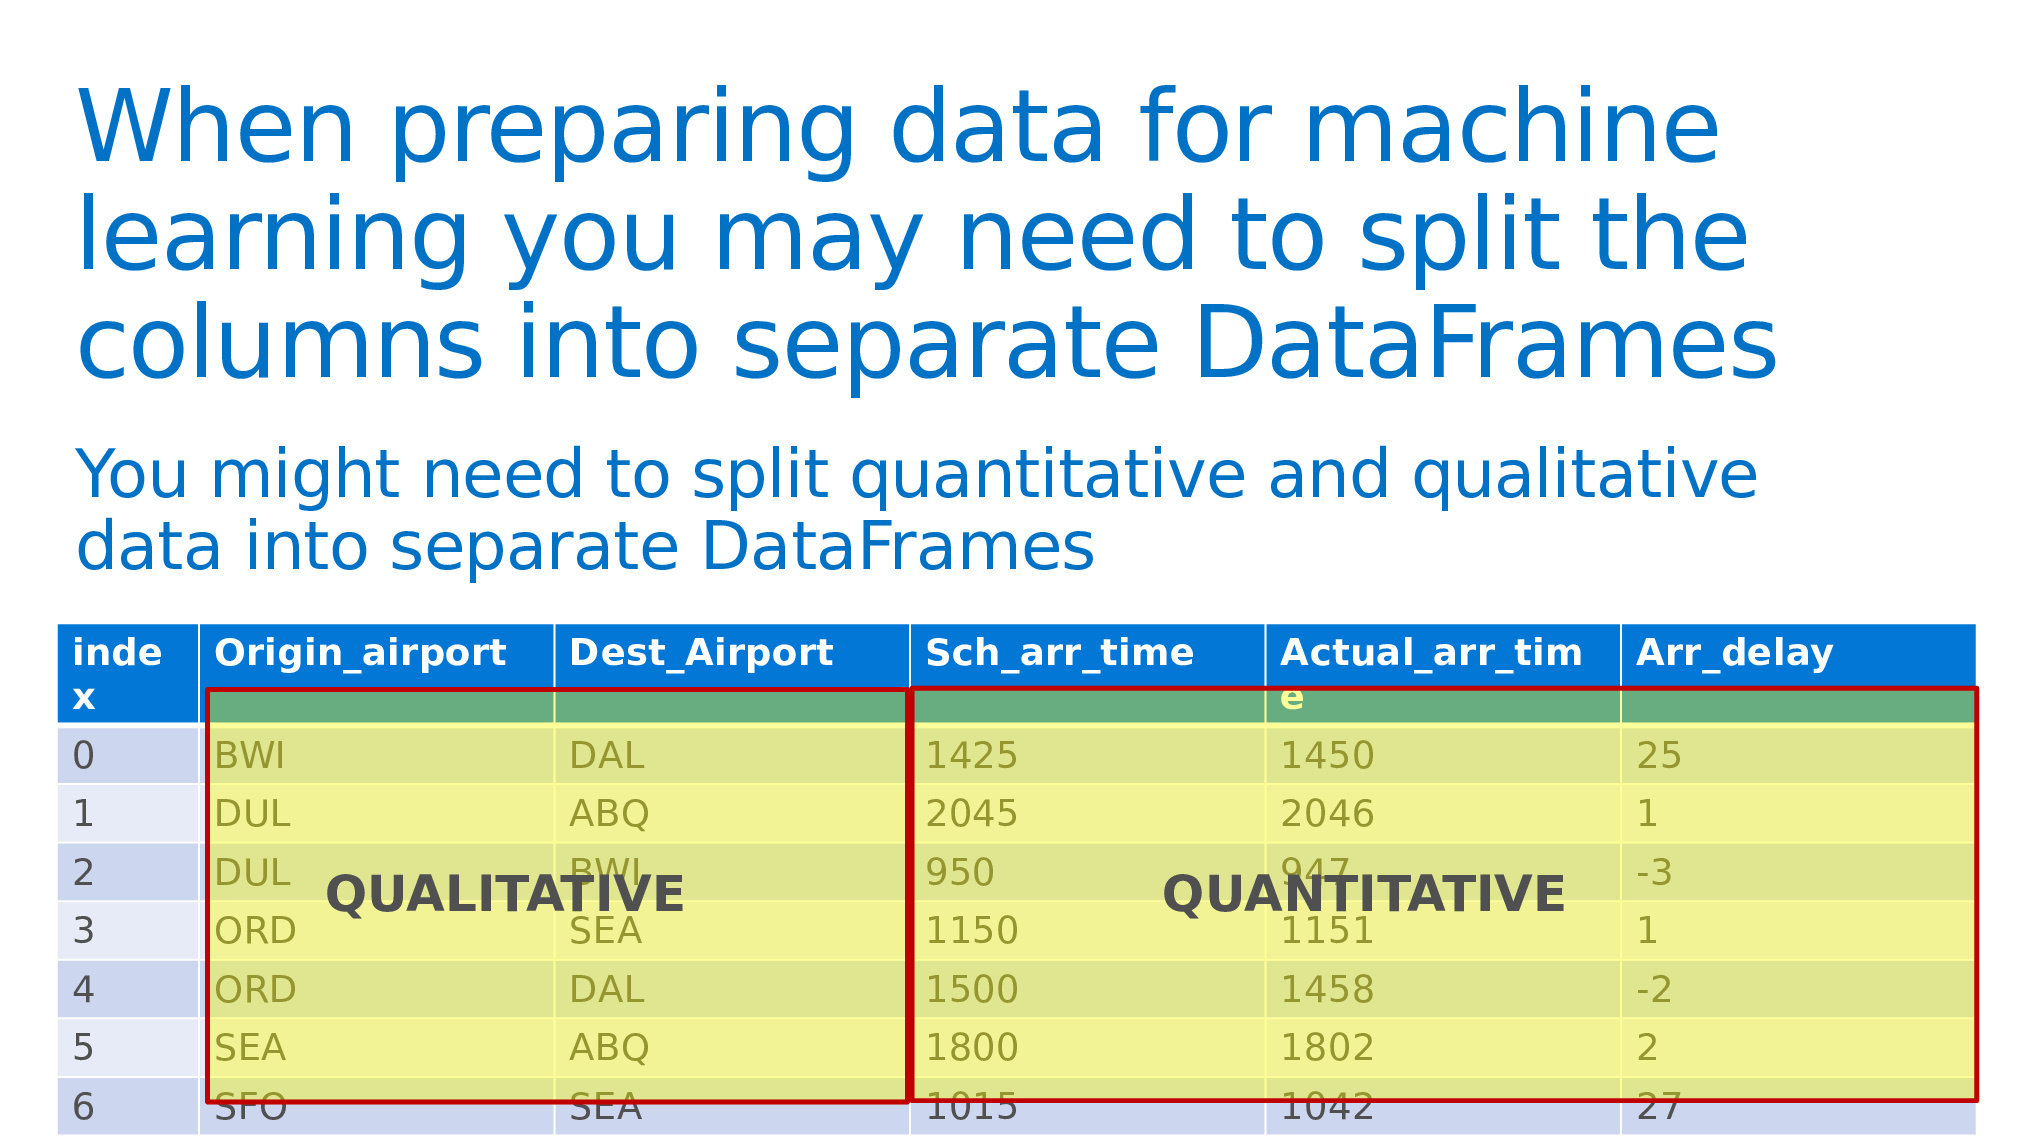 When preparing data for machine
learning you may need to split the
columns into separate DataFrames
You might need to split quantitative and qualitative
data into separate DataFrames
inde Origin_airport Dest_Airport Sch_arr_time Actual_arr_tim Arr_delay
x e
0 BWI DAL 1425 1450 25
1 DUL ABQ 2045 2046 1
2 DUL BWI 950 947 -3
QUALITATIVE QUANTITATIVE
3 ORD SEA 1150 1151 1
4 ORD DAL 1500 1458 -2
5 SEA ABQ 1800 1802 2
6 SFO SEA 1015 1042 27